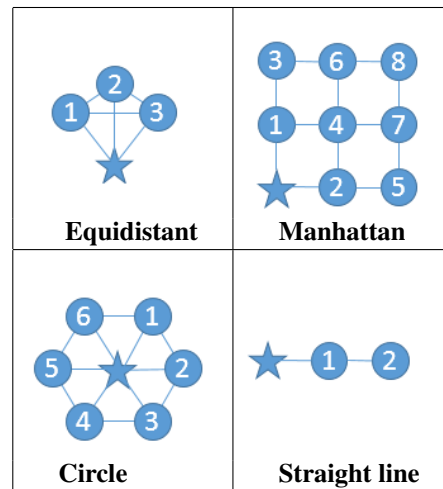 2
1 3
Equidistant
3 6 8
1 4 7
2 5
Manhattan
6 1
5 2
4 3
Circle
1 2
Straight line